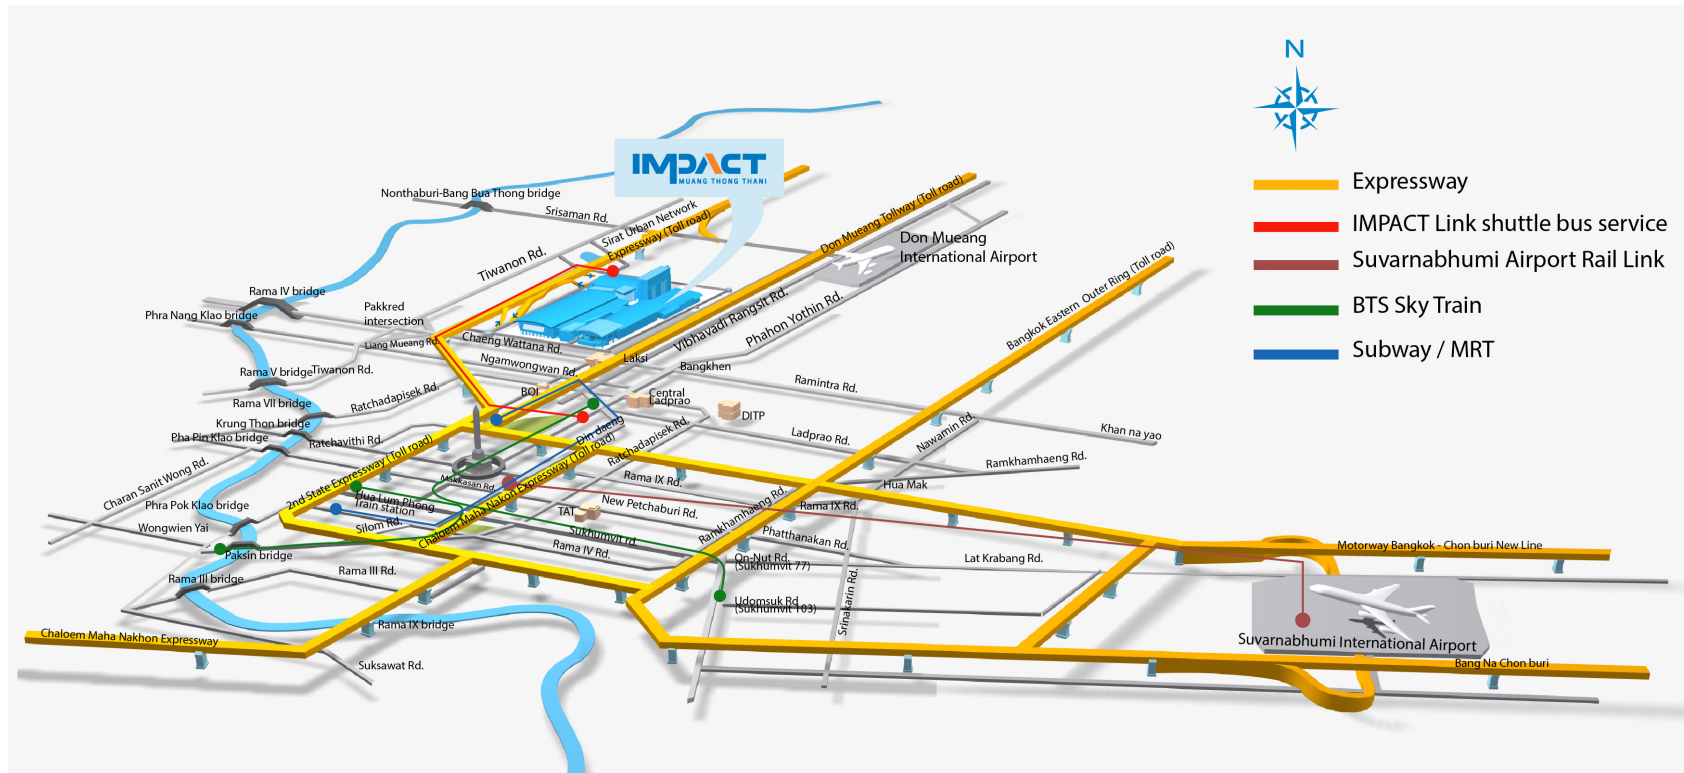 N
IMPACT
MUANG THONG THANI
Expressway
IMPACT Link shuttle bus service
Suvarnabhumi Airport Rail Link
BTS Sky Train
Subway / MRT
Nonthaburi-Bang Bua Thong bridge
Srisaman Rd.
Sirat Urban Network
Expressway (Toll road)
Tiwanon Rd.
Don Mueang Tollway (Toll road)
Don Mueang
International Airport
Rama IV bridge
Phra Nang Klao bridge
Pakkred
intersection
Liang Mueang Rd.
Chaeng Wattana Rd.
Vibhavadi Rangsit Rd.
Phahon Yothin Rd.
Bangkok Eastern Outer Ring (Toll road)
Ngamwongwan Rd.
Laksi
Bangkhen
Rama V bridge
Tiwanon Rd.
Ratchadapisek Rd.
BOI
Central
Ladprao
DITP
Ramintra Rd.
Khan na yao
Rama VII bridge
Krung Thon bridge
Pha Pin Klao bridge
Ratchavithi Rd.
Din daeng
Ratchadapisek Rd.
Ladprao Rd.
Nawamin Rd.
Ramkhamhaeng Rd.
Charan Sanit Wong Rd.
2nd State Expressway (Toll road)
Makkasan Rd.
Chaloem Maha Nakon Expressway (Toll road)
Rama IX Rd.
Hua Mak
Phra Pok Klao bridge
Hua Lum Phong
Train station
TAT
New Petchaburi Rd.
Ramkhamhaeng Rd.
Rama IX Rd.
Wongwien Yai
Silom Rd.
Sukhumvit rd.
Phatthanakan Rd.
Paksin bridge
Rama IV Rd.
On-Nut Rd.
(Sukhumvit 77)
Lat Krabang Rd.
Motorway Bangkok - Chon buri New Line
Rama III bridge
Rama III Rd.
Udomsuk Rd
(Sukhumvit 103)
Srinakarin Rd.
Rama IX bridge
Chaloem Maha Nakhon Expressway
Suksawat Rd.
Suvarnabhumi International Airport
Bang Na Chon buri